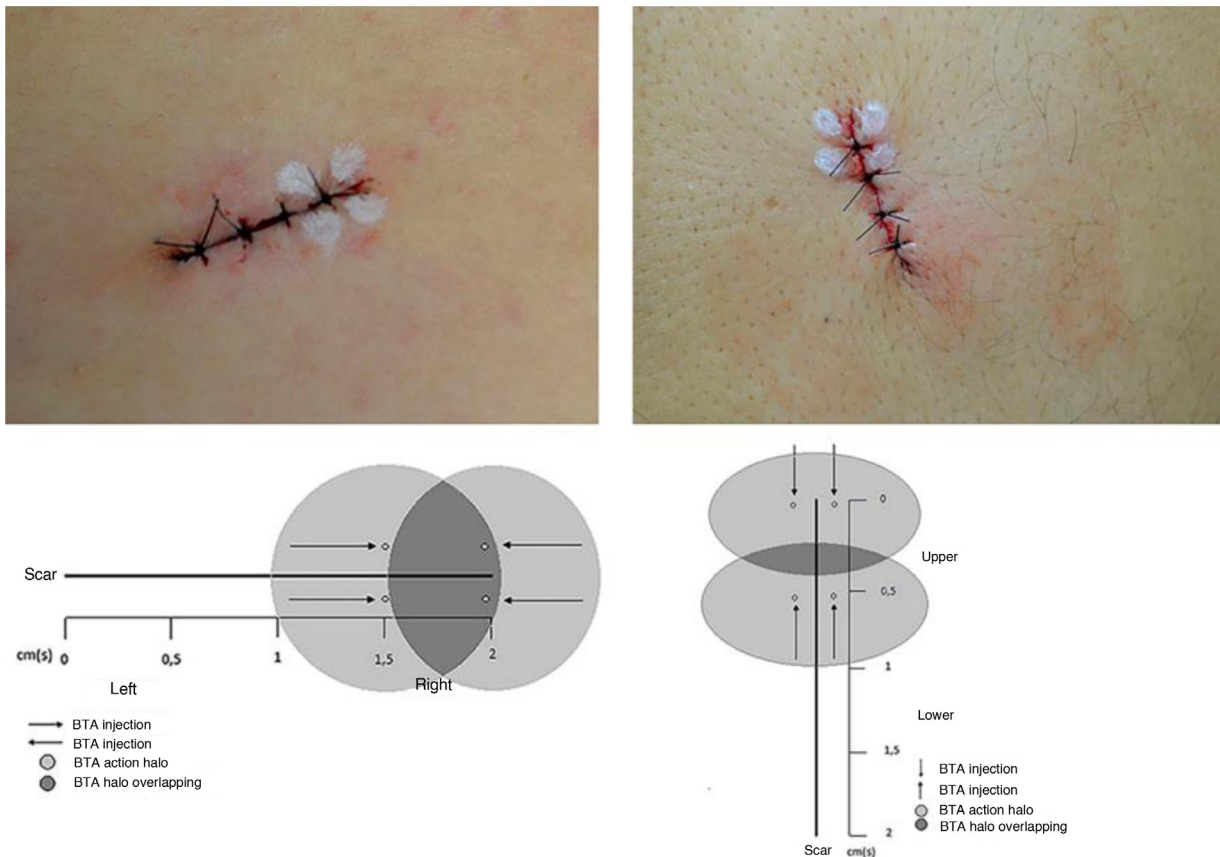 Scar
cm(s)
0
0,5
1
1,5
2
Left
Right
BTA injection
BTA injection
BTA action halo
BTA halo overlapping
0
Upper
0,5
1
Lower
1,5
BTA injection
BTA injection
BTA action halo
BTA halo overlapping
2
Scar
cm(s)